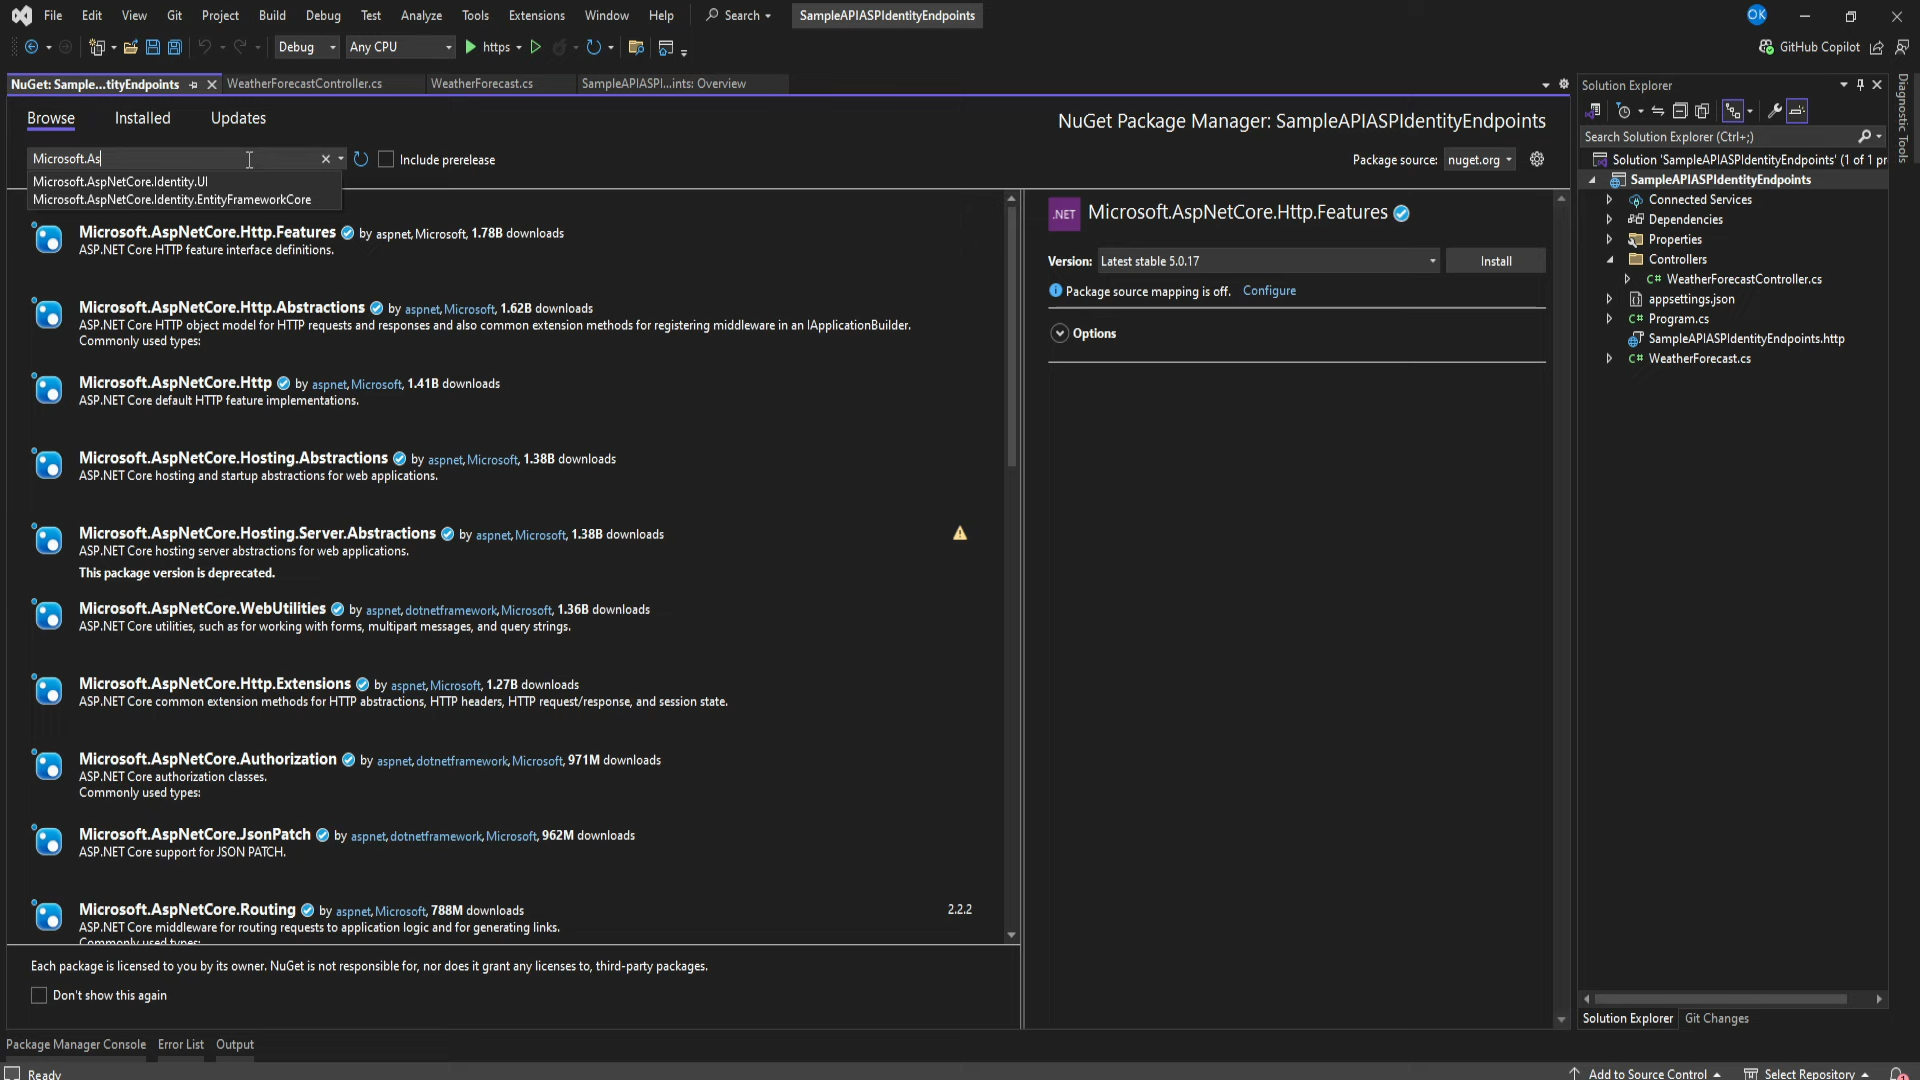 File Edit View Git Project Build Debug Test Analyze Tools Extensions Window Help Search SampleAPIASPIdentityEndpoints OK
Debug Any CPU https GitHub Copilot
NuGet: Sample...tityEndpoints WeatherForecastController.cs WeatherForecast.cs SampleAPIASPI...ints: Overview
Browse Installed Updates
NuGet Package Manager: SampleAPIASPIdentityEndpoints
Microsoft.As Include prerelease
Package source: nuget.org
Microsoft.AspNetCore.Identity.UI
Microsoft.AspNetCore.Identity.EntityFrameworkCore
Microsoft.AspNetCore.Http.Features by aspnet, Microsoft, 1.78B downloads
ASP.NET Core HTTP feature interface definitions.
Microsoft.AspNetCore.Http.Abstractions by aspnet, Microsoft, 1.62B downloads
ASP.NET Core HTTP object model for HTTP requests and responses and also common extension methods for registering middleware in an IApplicationBuilder.
Commonly used types:
Microsoft.AspNetCore.Http by aspnet, Microsoft, 1.41B downloads
ASP.NET Core default HTTP feature implementations.
Microsoft.AspNetCore.Hosting.Abstractions by aspnet, Microsoft, 1.38B downloads
ASP.NET Core hosting and startup abstractions for web applications.
Microsoft.AspNetCore.Hosting.Server.Abstractions by aspnet, Microsoft, 1.38B downloads
ASP.NET Core hosting server abstractions for web applications.
This package version is deprecated.
Microsoft.AspNetCore.WebUtilities by aspnet, dotnetframework, Microsoft, 1.36B downloads
ASP.NET Core utilities, such as for working with forms, multipart messages, and query strings.
Microsoft.AspNetCore.Http.Extensions by aspnet, Microsoft, 1.27B downloads
ASP.NET Core common extension methods for HTTP abstractions, HTTP headers, HTTP request/response, and session state.
Microsoft.AspNetCore.Authorization by aspnet, dotnetframework, Microsoft, 971M downloads
ASP.NET Core authorization classes.
Commonly used types:
Microsoft.AspNetCore.JsonPatch by aspnet, dotnetframework, Microsoft, 962M downloads
ASP.NET Core support for JSON PATCH.
Microsoft.AspNetCore.Routing by aspnet, Microsoft, 788M downloads 2.2.2
ASP.NET Core middleware for routing requests to application logic and for generating links.
Commonly used types:
Each package is licensed to you by its owner. NuGet is not responsible for, nor does it grant any licenses to, third-party packages.
Don't show this again
.NET Microsoft.AspNetCore.Http.Features
Version: Latest stable 5.0.17 Install
Package source mapping is off. Configure
Options
Solution Explorer
Search Solution Explorer (Ctrl+;)
Solution 'SampleAPIASPIdentityEndpoints' (1 of 1 pr
SampleAPIASPIdentityEndpoints
Connected Services
Dependencies
Properties
Controllers
C# WeatherForecastController.cs
appsettings.json
C# Program.cs
SampleAPIASPIdentityEndpoints.http
C# WeatherForecast.cs
Solution Explorer Git Changes
Diagnostic Tools
Package Manager Console Error List Output
Ready Add to Source Control Select Repository